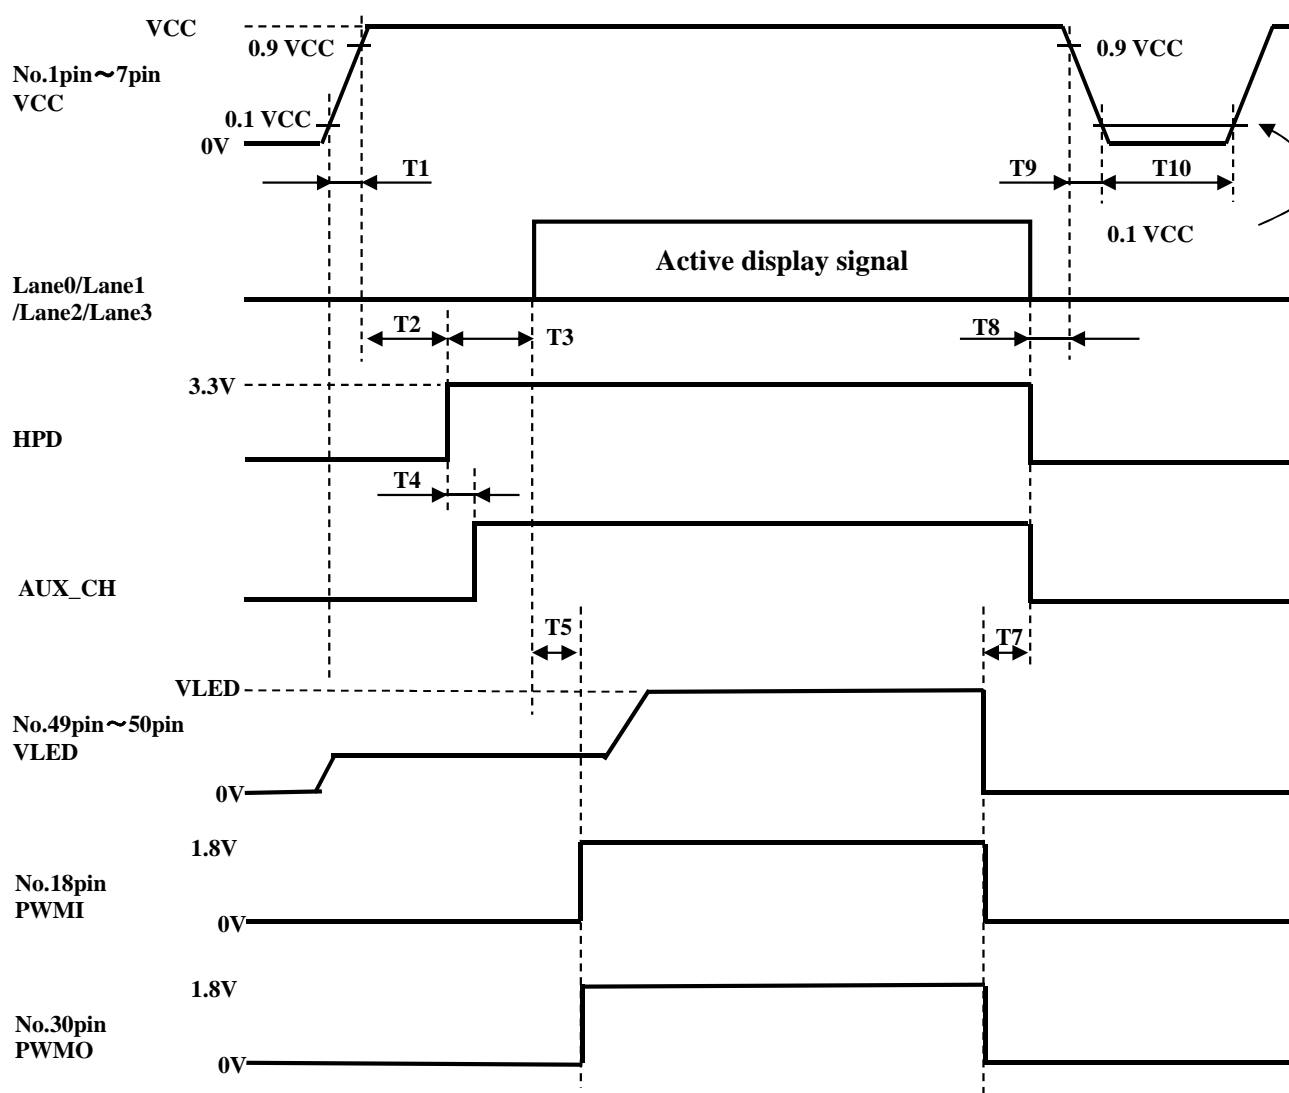 VCC
0.9 VCC
0.9 VCC
No.1pin～7pin
VCC
0.1 VCC
0V
T1
T9
T10
0.1 VCC
Active display signal
Lane0/Lane1
/Lane2/Lane3
T2
T3
T8
3.3V
HPD
T4
AUX_CH
T5
T7
VLED
No.49pin～50pin
VLED
0V
1.8V
No.18pin
PWMI
0V
1.8V
No.30pin
PWMO
0V